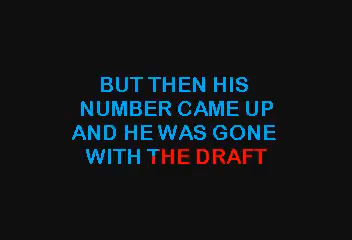 BUT THEN HIS
NUMBER CAME UP
AND HE WAS GONE
WITH THE DRAFT